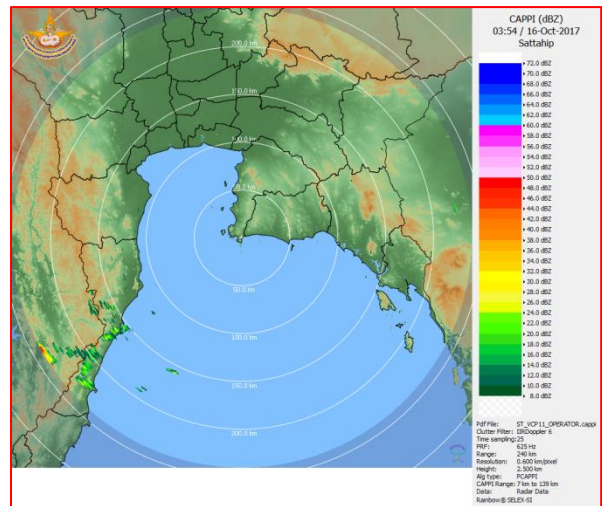 CAPPI (dBZ)
03:54 / 16-Oct-2017
Sattahip
72.0 dBZ
70.0 dBZ
68.0 dBZ
66.0 dBZ
64.0 dBZ
62.0 dBZ
60.0 dBZ
58.0 dBZ
56.0 dBZ
54.0 dBZ
52.0 dBZ
50.0 dBZ
48.0 dBZ
46.0 dBZ
44.0 dBZ
42.0 dBZ
40.0 dBZ
38.0 dBZ
36.0 dBZ
34.0 dBZ
32.0 dBZ
30.0 dBZ
28.0 dBZ
26.0 dBZ
24.0 dBZ
22.0 dBZ
20.0 dBZ
18.0 dBZ
16.0 dBZ
14.0 dBZ
12.0 dBZ
10.0 dBZ
8.0 dBZ
Pdf File: ST_VCP11_OPERATOR.cappi
Clutter Filter: IIRDoppler 6
Time sampling: 25
PRF: 625 Hz
Range: 240 km
Resolution: 0.600 km/pixel
Height: 2.500 km
Alg type: PCAPPI
CAPPI Range: 7 km to 139 km
Data: Radar Data
Rainbow® SELEX-SI
200.0 km
150.0 km
100.0 km
50.0 km
50.0 km
100.0 km
150.0 km
200.0 km